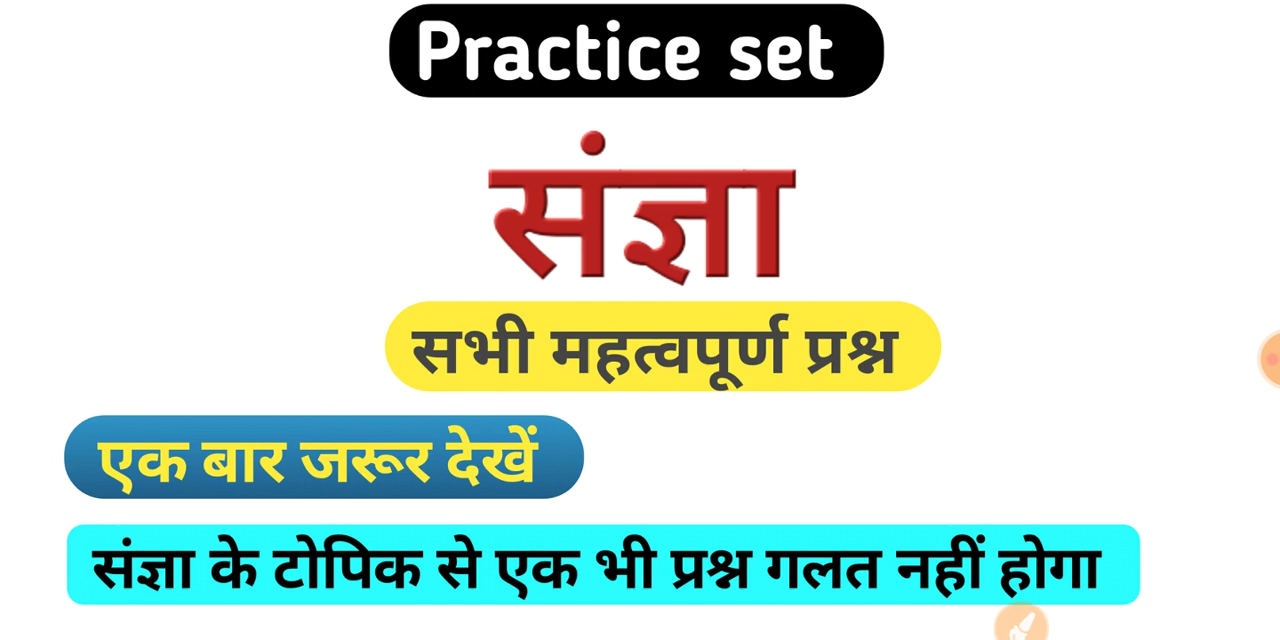 Practice set
संज्ञा
सभी महत्वपूर्ण प्रश्न
एक बार जरूर देखें
संज्ञा के टोपिक से एक भी प्रश्न गलत नहीं होगा